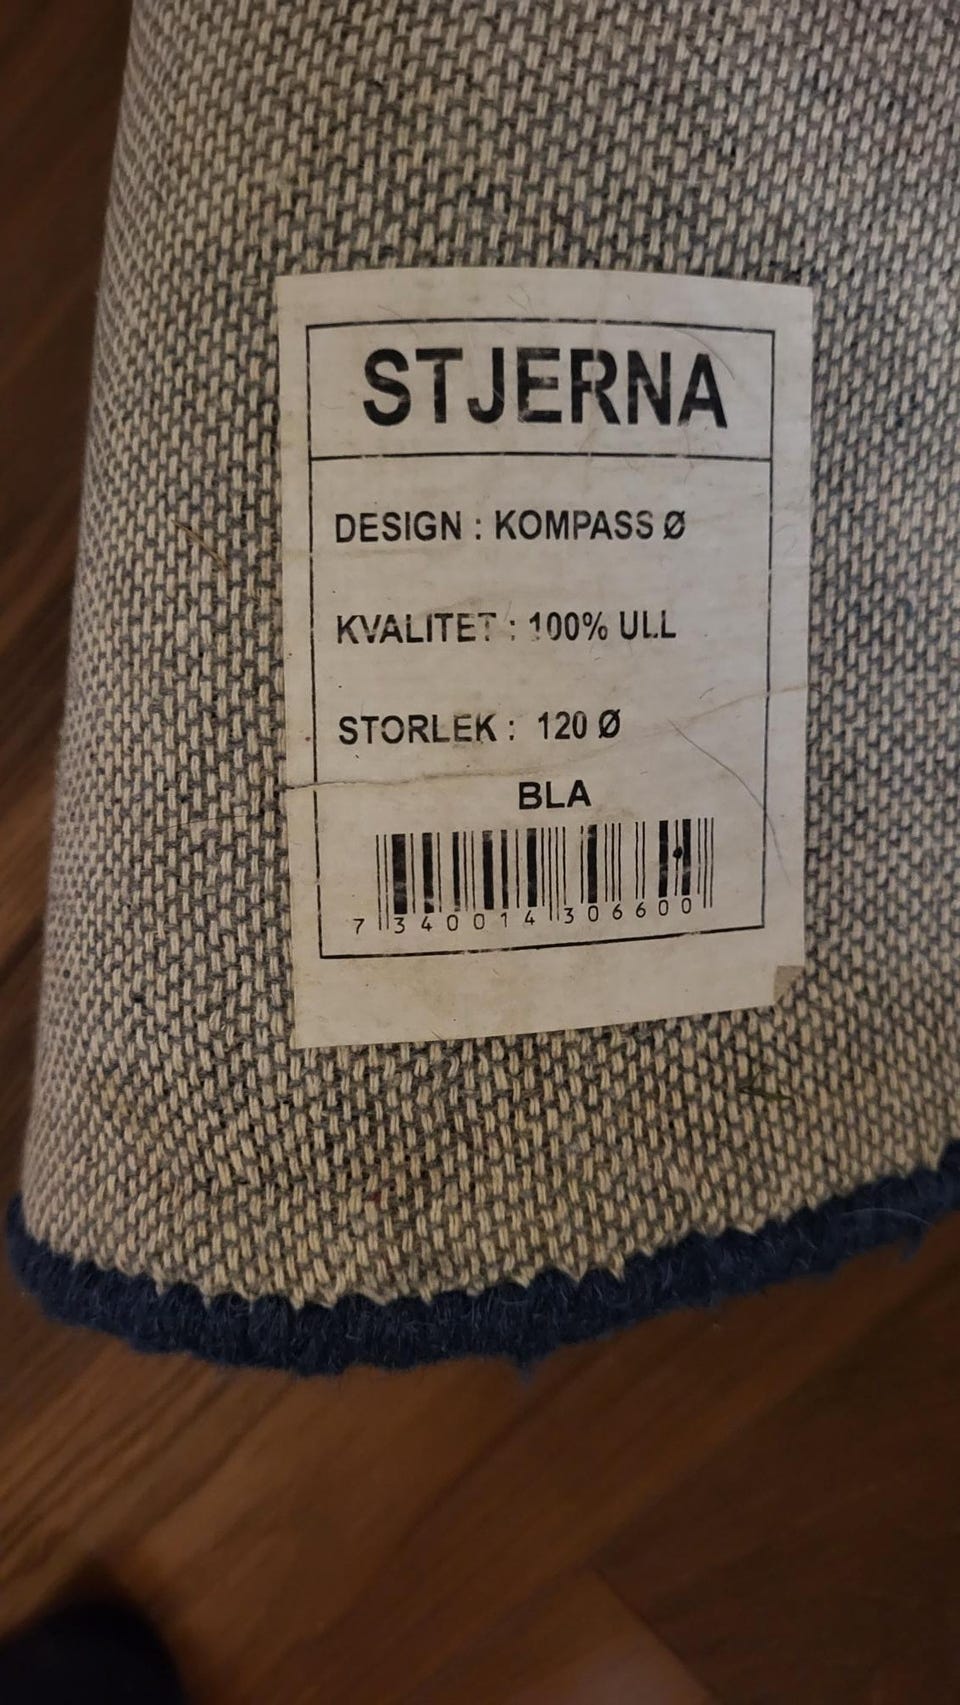 STJERNA
DESIGN : KOMPASS Ø
KVALITET : 100% ULL
STORLEK : 120 Ø
BLA
7 340014 306600